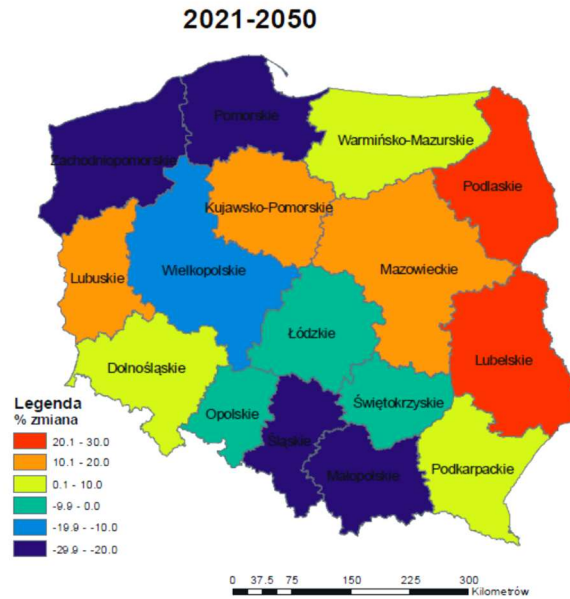 2021-2050
Pomorskie
Warmińsko-Mazurskie
Zachodniopomorskie
Podlaskie
Kujawsko-Pomorskie
Wielkopolskie
Mazowieckie
Lubuskie
Łódzkie
Dolnośląskie
Lubelskie
Świętokrzyskie
Opolskie
Śląskie
Małopolskie
Podkarpackie
Legenda
% zmiana
20.1 - 30.0
10.1 - 20.0
0.1 - 10.0
-9.9 - 0.0
-19.9 - -10.0
-29.9 - -20.0
0 37.5 75 150 225 300
Kilometrów